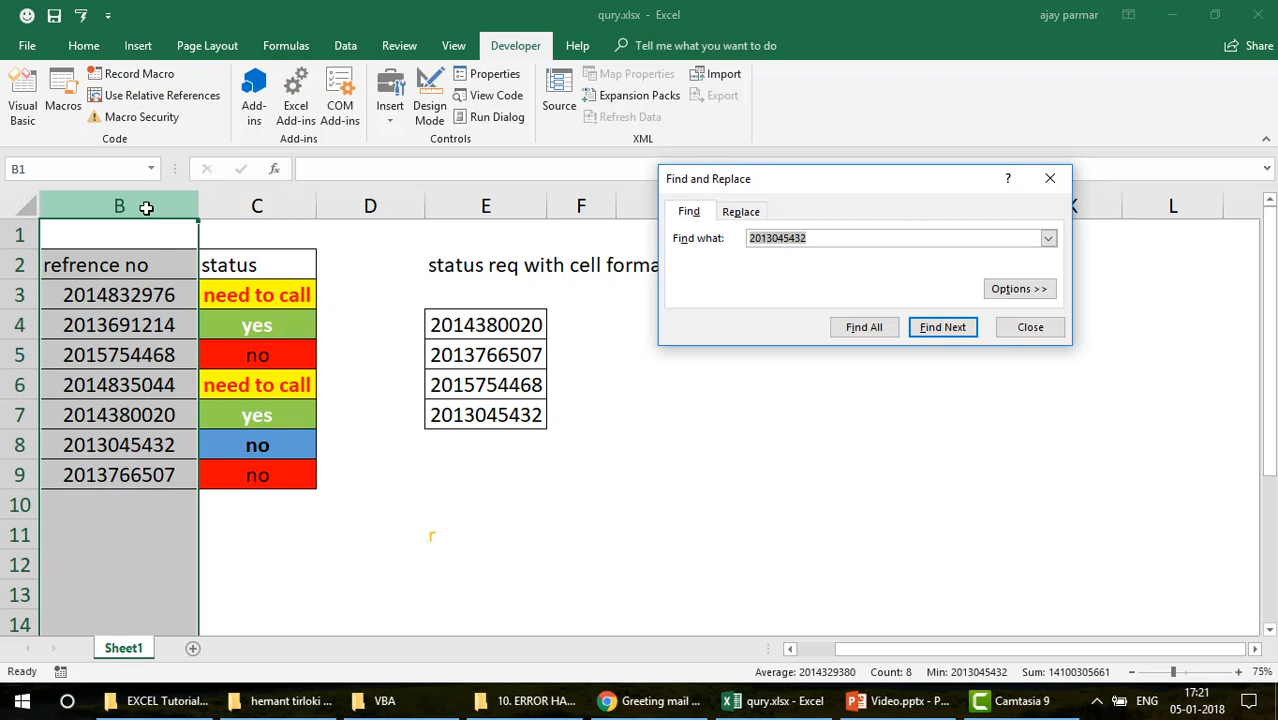 qury.xlsx - Excel
ajay parmar
File Home Insert Page Layout Formulas Data Review View Developer Help Tell me what you want to do Share
Visual Basic
Macros
Record Macro
Use Relative References
Macro Security
Code
Add-ins
Excel Add-ins
COM Add-ins
Add-ins
Insert
Design Mode
Properties
View Code
Run Dialog
Controls
Source
Map Properties
Expansion Packs
Refresh Data
Import
Export
XML
B1
fx
Find and Replace
?
Find Replace
Find what: 2013045432
Options >>
Find All Find Next Close
B C D E F K L
1
2 refrence no status status req with cell forma
3 2014832976 need to call
4 2013691214 yes 2014380020
5 2015754468 no 2013766507
6 2014835044 need to call 2015754468
7 2014380020 yes 2013045432
8 2013045432 no
9 2013766507 no
10
11 r
12
13
14
Sheet1
Ready Average: 2014329380 Count: 8 Min: 2013045432 Sum: 14100305661 75%
EXCEL Tutorial... hemant tirloki ... VBA 10. ERROR HA... Greeting mail ... qury.xlsx - Excel Video.pptx - P... Camtasia 9 ENG 17:21
05-01-2018